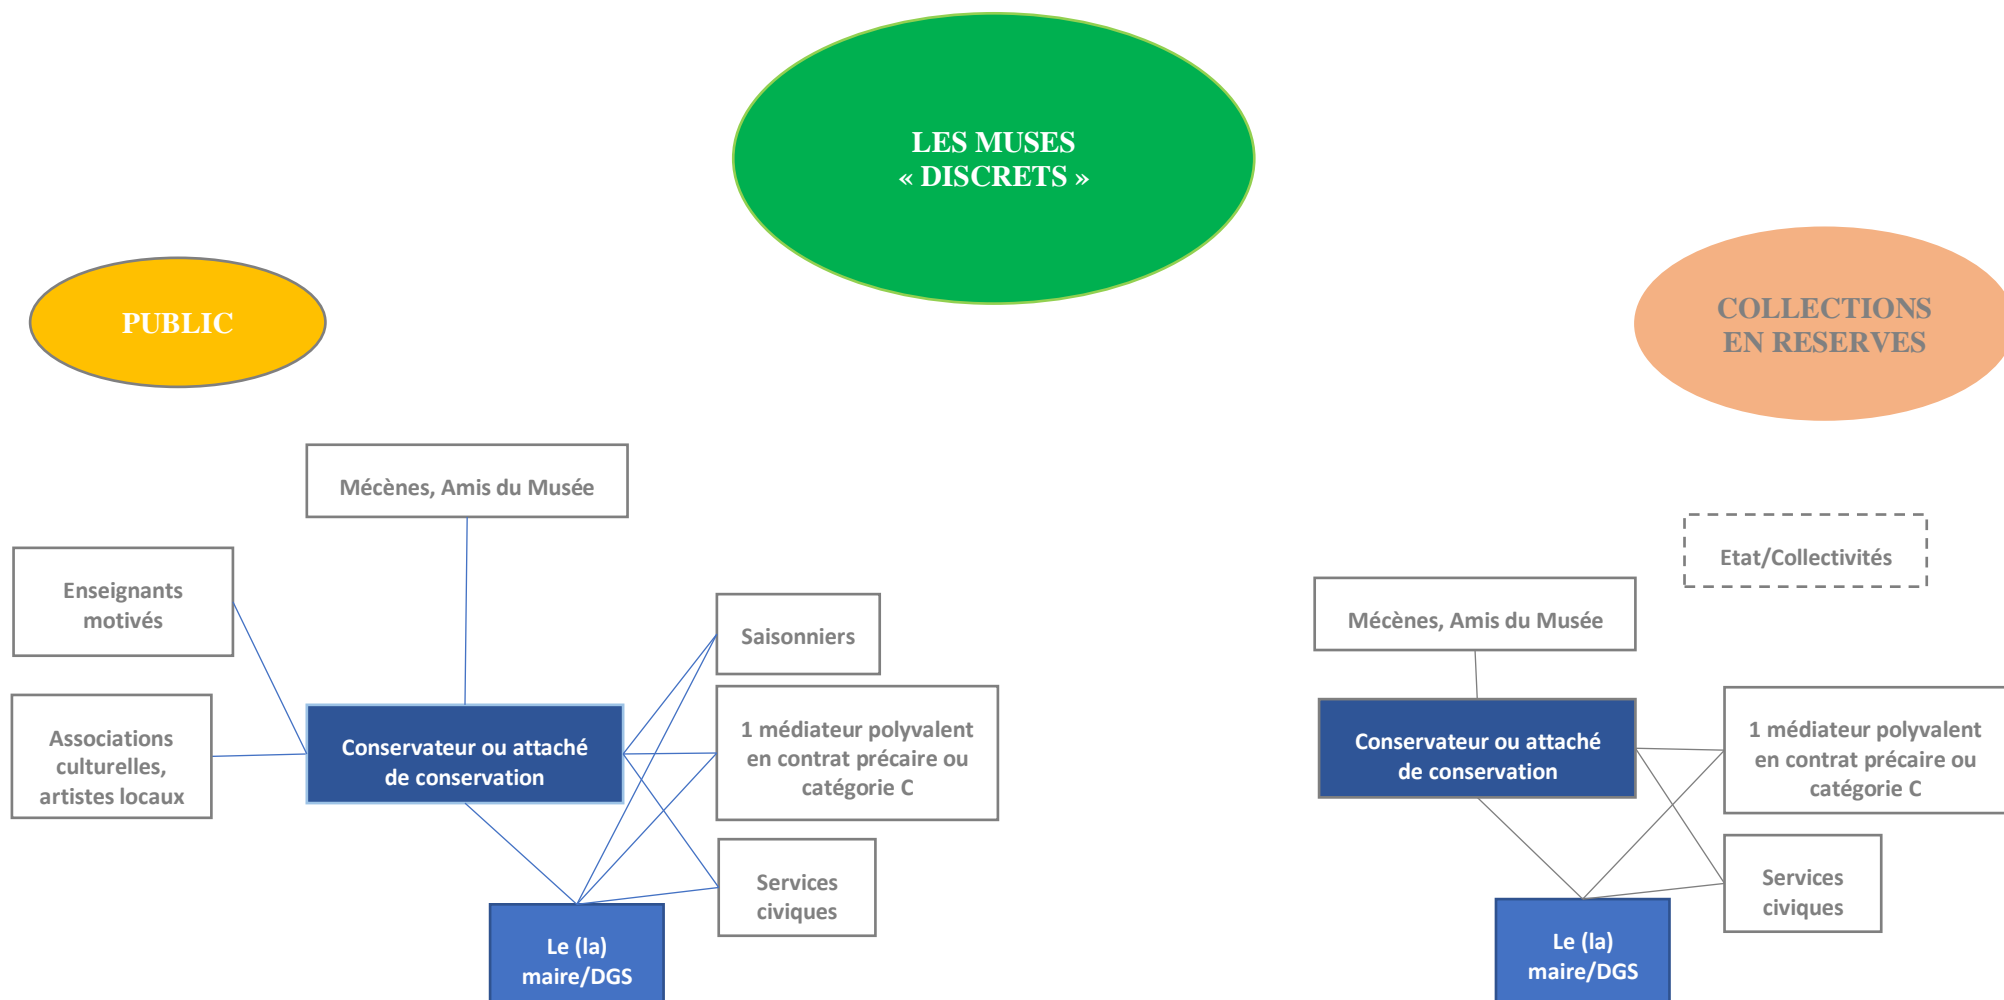 LES MUSES
« DISCRETS »
PUBLIC
COLLECTIONS
EN RESERVES
Mécènes, Amis du Musée
Enseignants
motivés
Associations
culturelles,
artistes locaux
Conservateur ou attaché
de conservation
Saisonniers
1 médiateur polyvalent
en contrat précaire ou
catégorie C
Services
civiques
Le (la)
maire/DGS
Etat/Collectivités
Mécènes, Amis du Musée
Conservateur ou attaché
de conservation
1 médiateur polyvalent
en contrat précaire ou
catégorie C
Services
civiques
Le (la)
maire/DGS